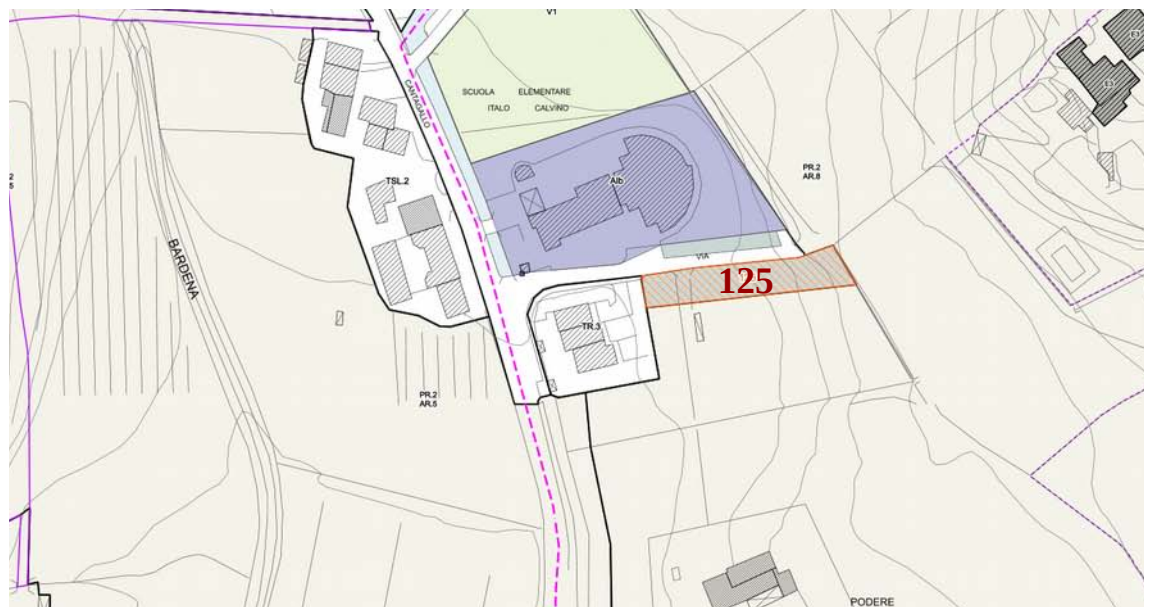 V1
SCUOLA ELEMENTARE
ITALO CALVINO
CANTAGALLO
TSL.2
Alb
PR.2
AR.8
BARDENA
VIA
125
TR.3
PR.2
AR.5
PODERE